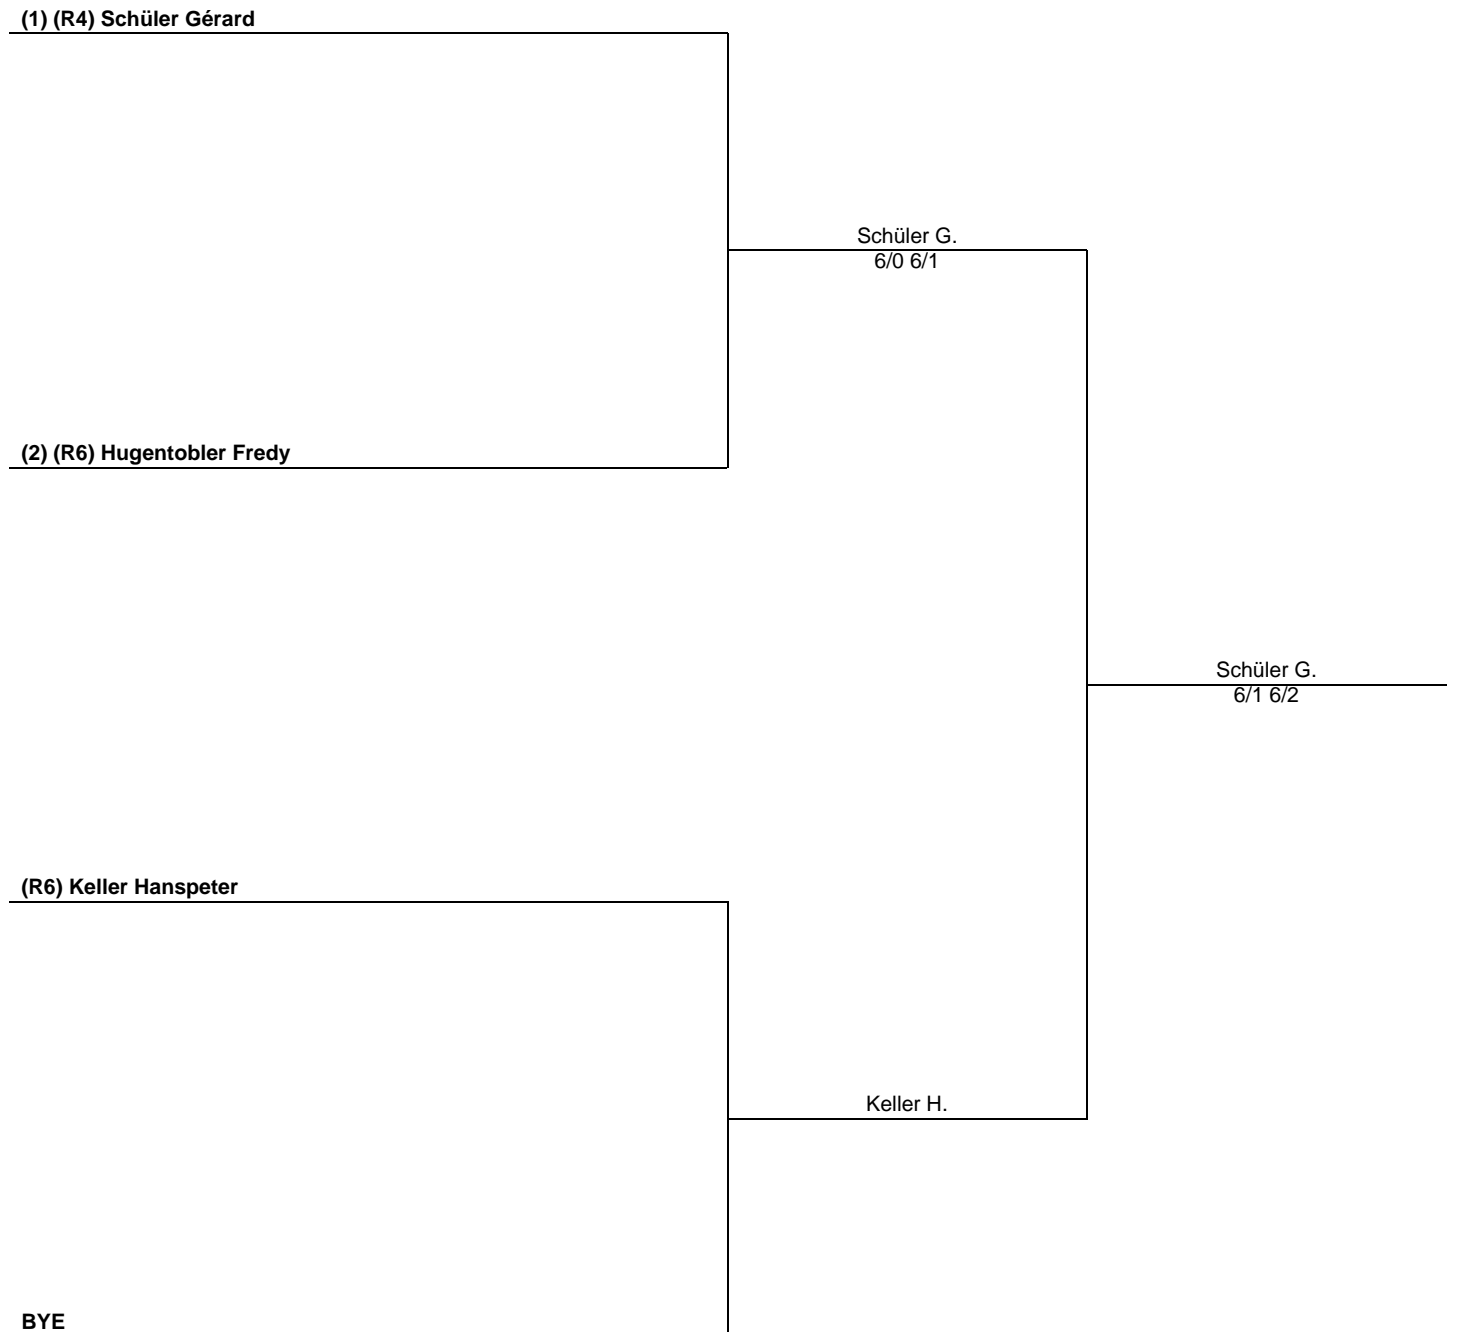 (1) (R4) Schüler Gérard
Schüler G.
6/0 6/1
(2) (R6) Hugentobler Fredy
Schüler G.
6/1 6/2
(R6) Keller Hanspeter
Keller H.
BYE